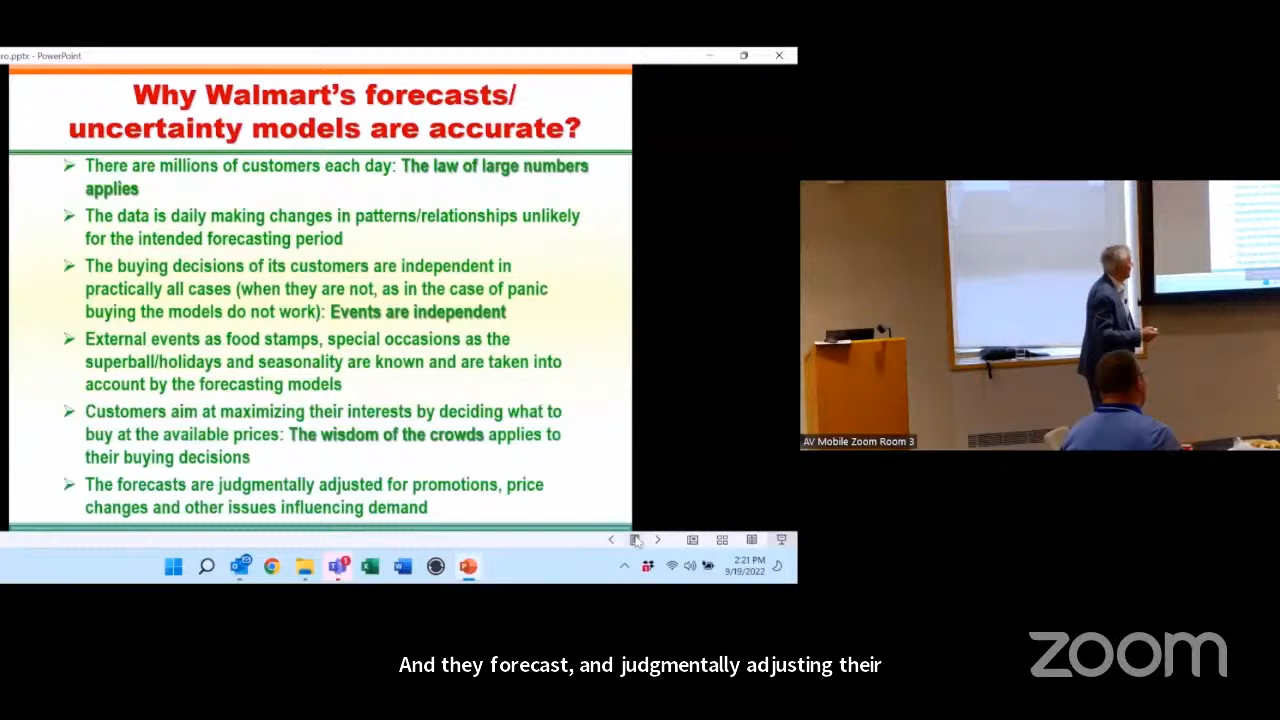 ro.pptx - PowerPoint
Why Walmart's forecasts/
uncertainty models are accurate?
There are millions of customers each day: The law of large numbers
applies
The data is daily making changes in patterns/relationships unlikely
for the intended forecasting period
The buying decisions of its customers are independent in
practically all cases (when they are not, as in the case of panic
buying the models do not work): Events are independent
External events as food stamps, special occasions as the
superball/holidays and seasonality are known and are taken into
account by the forecasting models
Customers aim at maximizing their interests by deciding what to
buy at the available prices: The wisdom of the crowds applies to
their buying decisions
The forecasts are judgmentally adjusted for promotions, price
changes and other issues influencing demand
2:21 PM
9/19/2022
AV Mobile Zoom Room 3
And they forecast, and judgmentally adjusting their
zoom